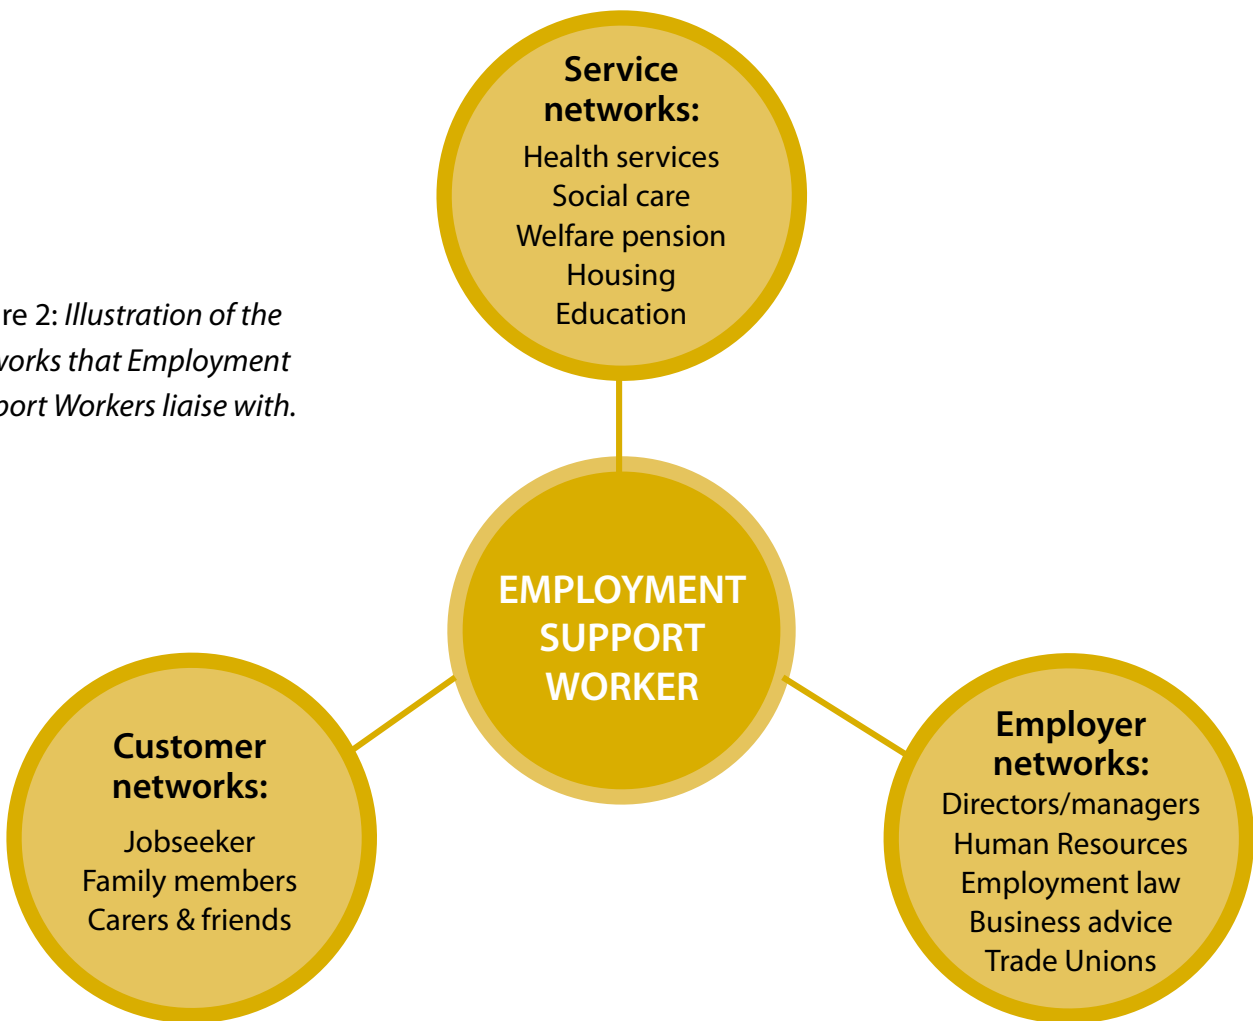 Service
networks:
Health services
Social care
Welfare pension
Housing
Education
re 2: Illustration of the
works that Employment
port Workers liaise with.
EMPLOYMENT
SUPPORT
WORKER
Customer
networks:
Jobseeker
Family members
Carers & friends
Employer
networks:
Directors/managers
Human Resources
Employment law
Business advice
Trade Unions